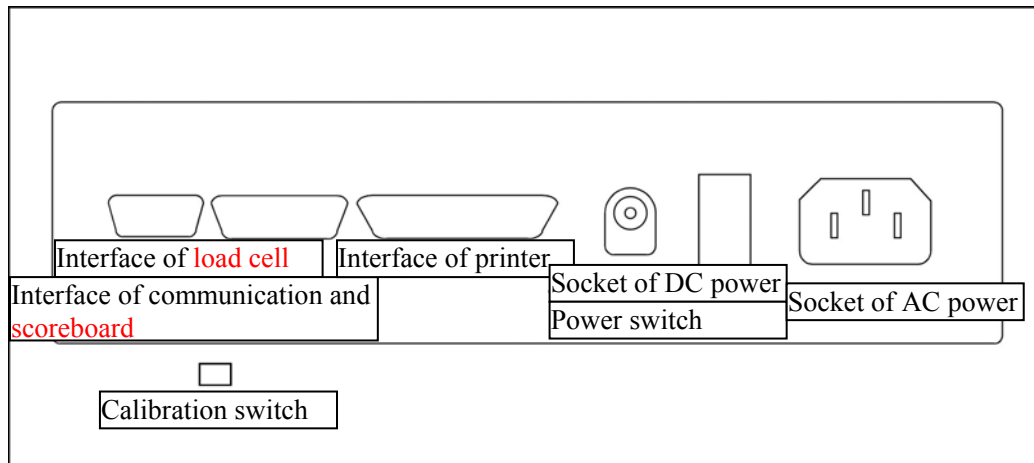 Interface of load cell
Interface of printer
Interface of communication and
scoreboard
Socket of DC power
Power switch
Socket of AC power
Calibration switch